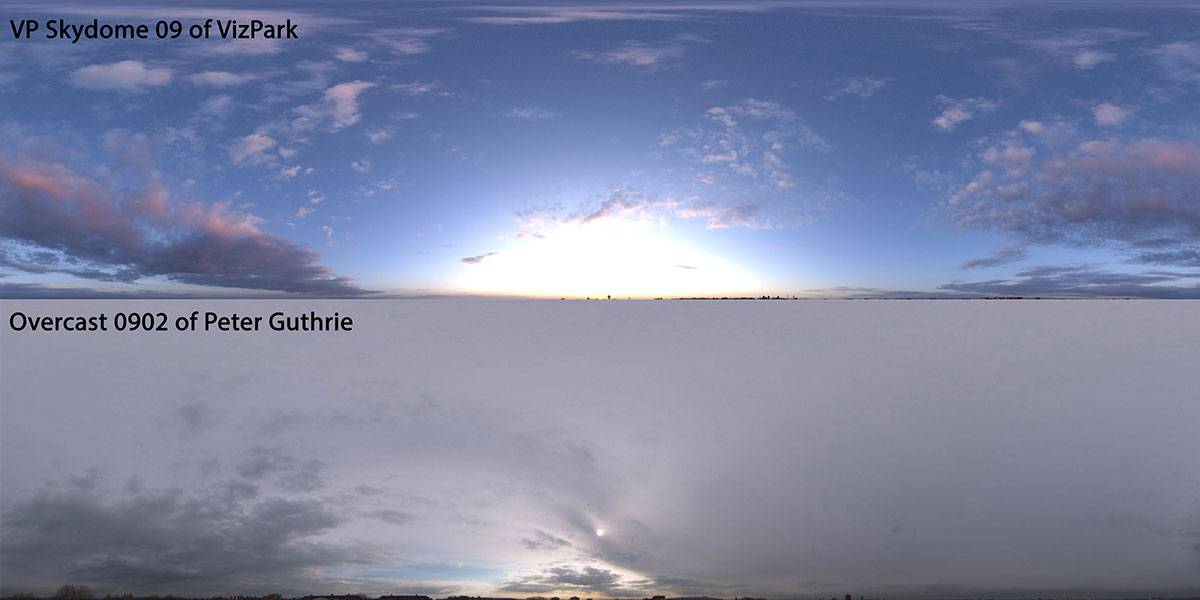 VP Skydome 09 of VizPark
Overcast 0902 of Peter Guthrie